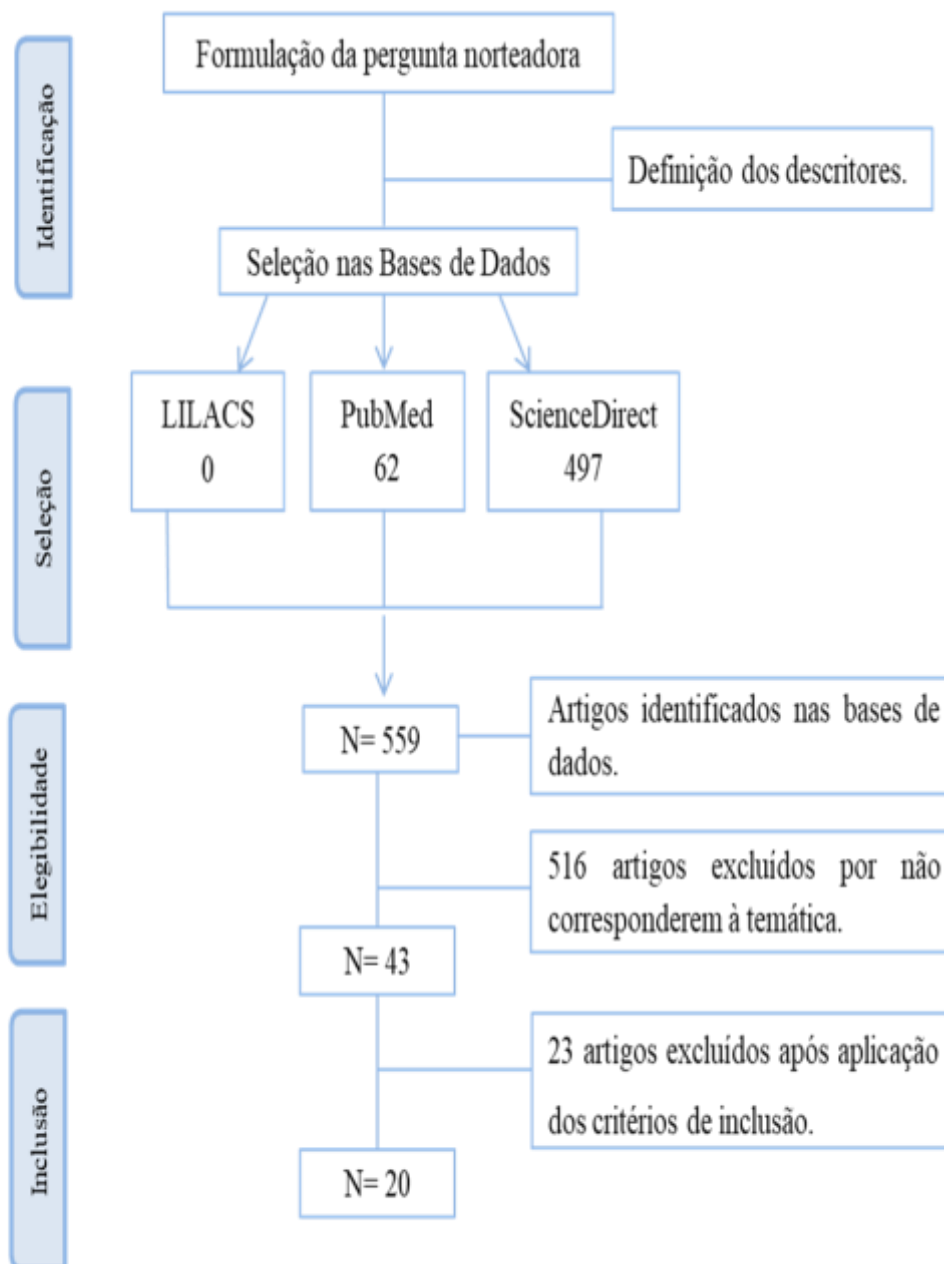 Identificação
Formulação da pergunta norteadora
Definição dos descritores.
Seleção nas Bases de Dados
Seleção
LILACS
0
PubMed
62
ScienceDirect
497
Elegibilidade
N= 559
Artigos identificados nas bases de
dados.
516 artigos excluídos por não
corresponderem à temática.
N= 43
Inclusão
23 artigos excluídos após aplicação
dos critérios de inclusão.
N= 20